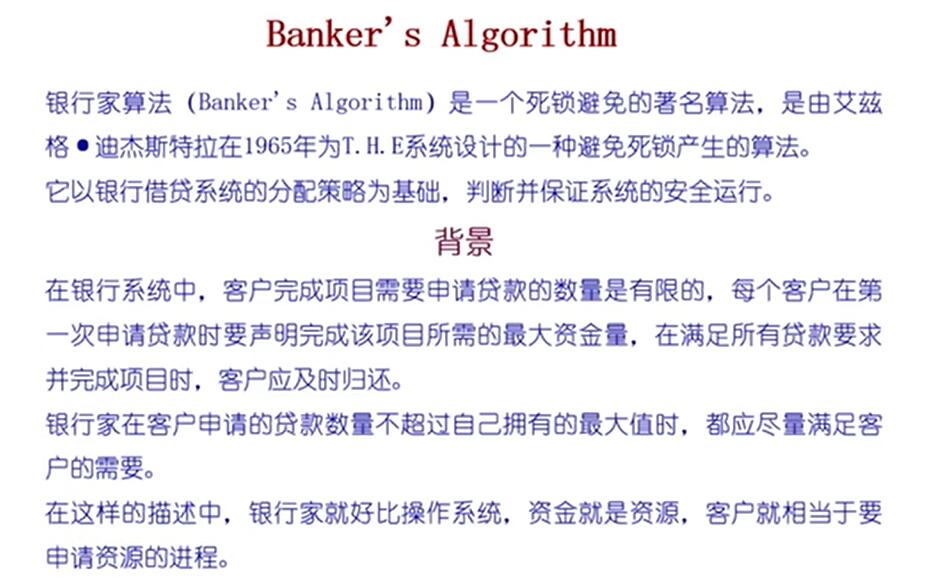 Banker's Algorithm
银行家算法（Banker's Algorithm）是一个死锁避免的著名算法，是由艾兹
格•迪杰斯特拉在1965年为T.H.E系统设计的一种避免死锁产生的算法。
它以银行借贷系统的分配策略为基础，判断并保证系统的安全运行。
背景
在银行系统中，客户完成项目需要申请贷款的数量是有限的，每个客户在第
一次申请贷款时要声明完成该项目所需的最大资金量，在满足所有贷款要求
并完成项目时，客户应及时归还。
银行家在客户申请的贷款数量不超过自己拥有的最大值时，都应尽量满足客
户的需要。
在这样的描述中，银行家就好比操作系统，资金就是资源，客户就相当于要
申请资源的进程。